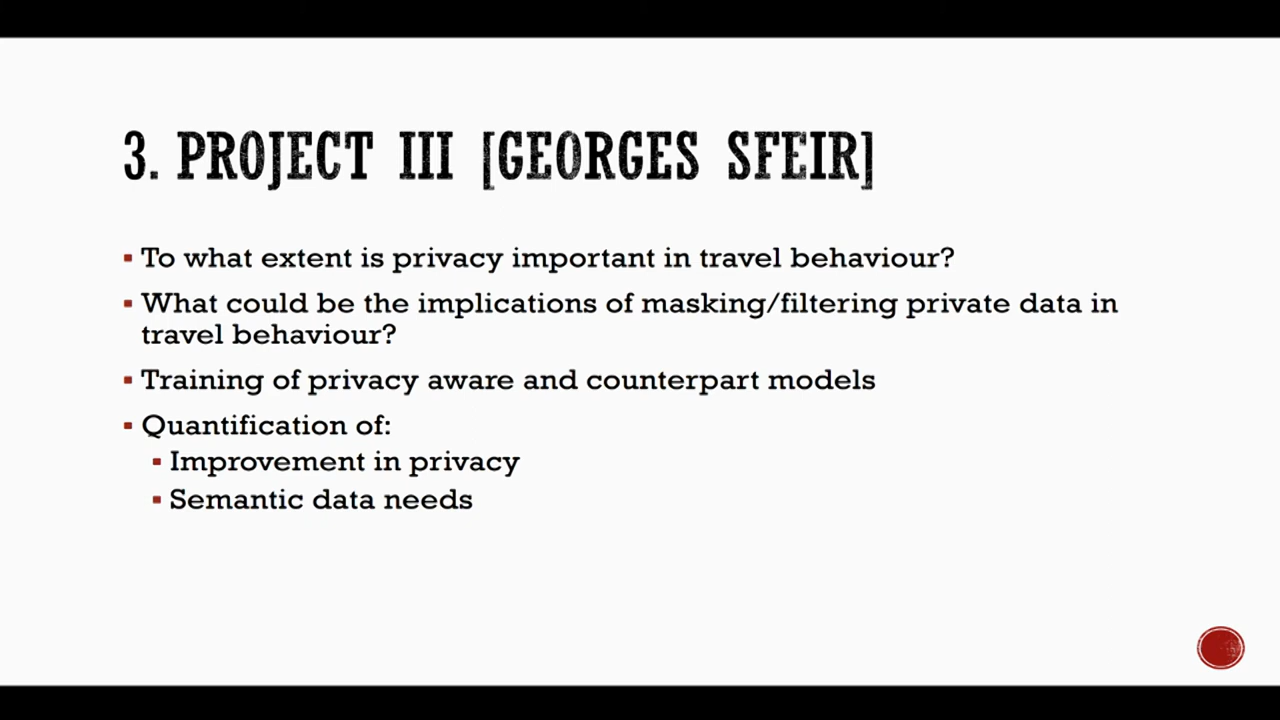 3. PROJECT III [GEORGES SFEIR]
To what extent is privacy important in travel behaviour?
What could be the implications of masking/filtering private data in
travel behaviour?
Training of privacy aware and counterpart models
Quantification of:
Improvement in privacy
Semantic data needs